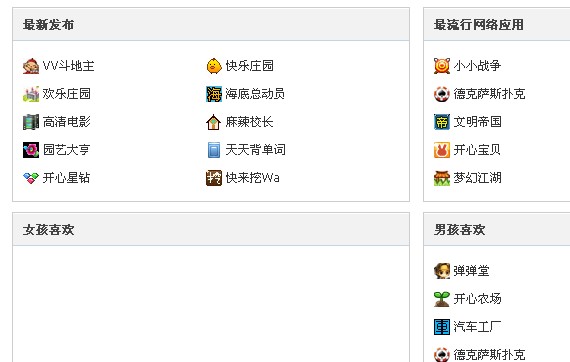 最新发布
VV斗地主
快乐庄园
欢乐庄园
海底总动员
高清电影
麻辣校长
园艺大亨
天天背单词
开心星钻
快来挖Wa
最流行网络应用
小小战争
德克萨斯扑克
文明帝国
开心宝贝
梦幻江湖
女孩喜欢
男孩喜欢
弹弹堂
开心农场
汽车工厂
德克萨斯扑克